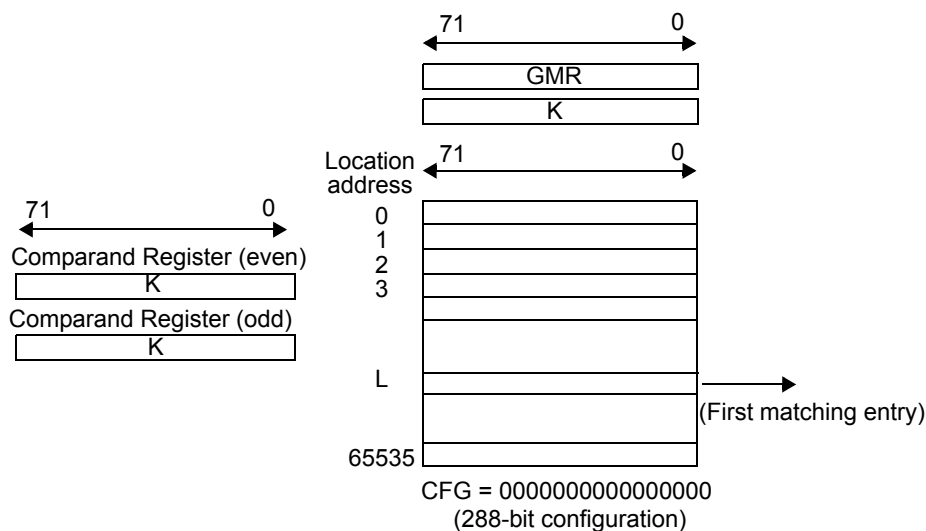 71 0
GMR
K
Location
address
71 0
0
1
2
3
L
65535
71 0
Comparand Register (even)
K
Comparand Register (odd)
K
(First matching entry)
CFG = 0000000000000000
(288-bit configuration)